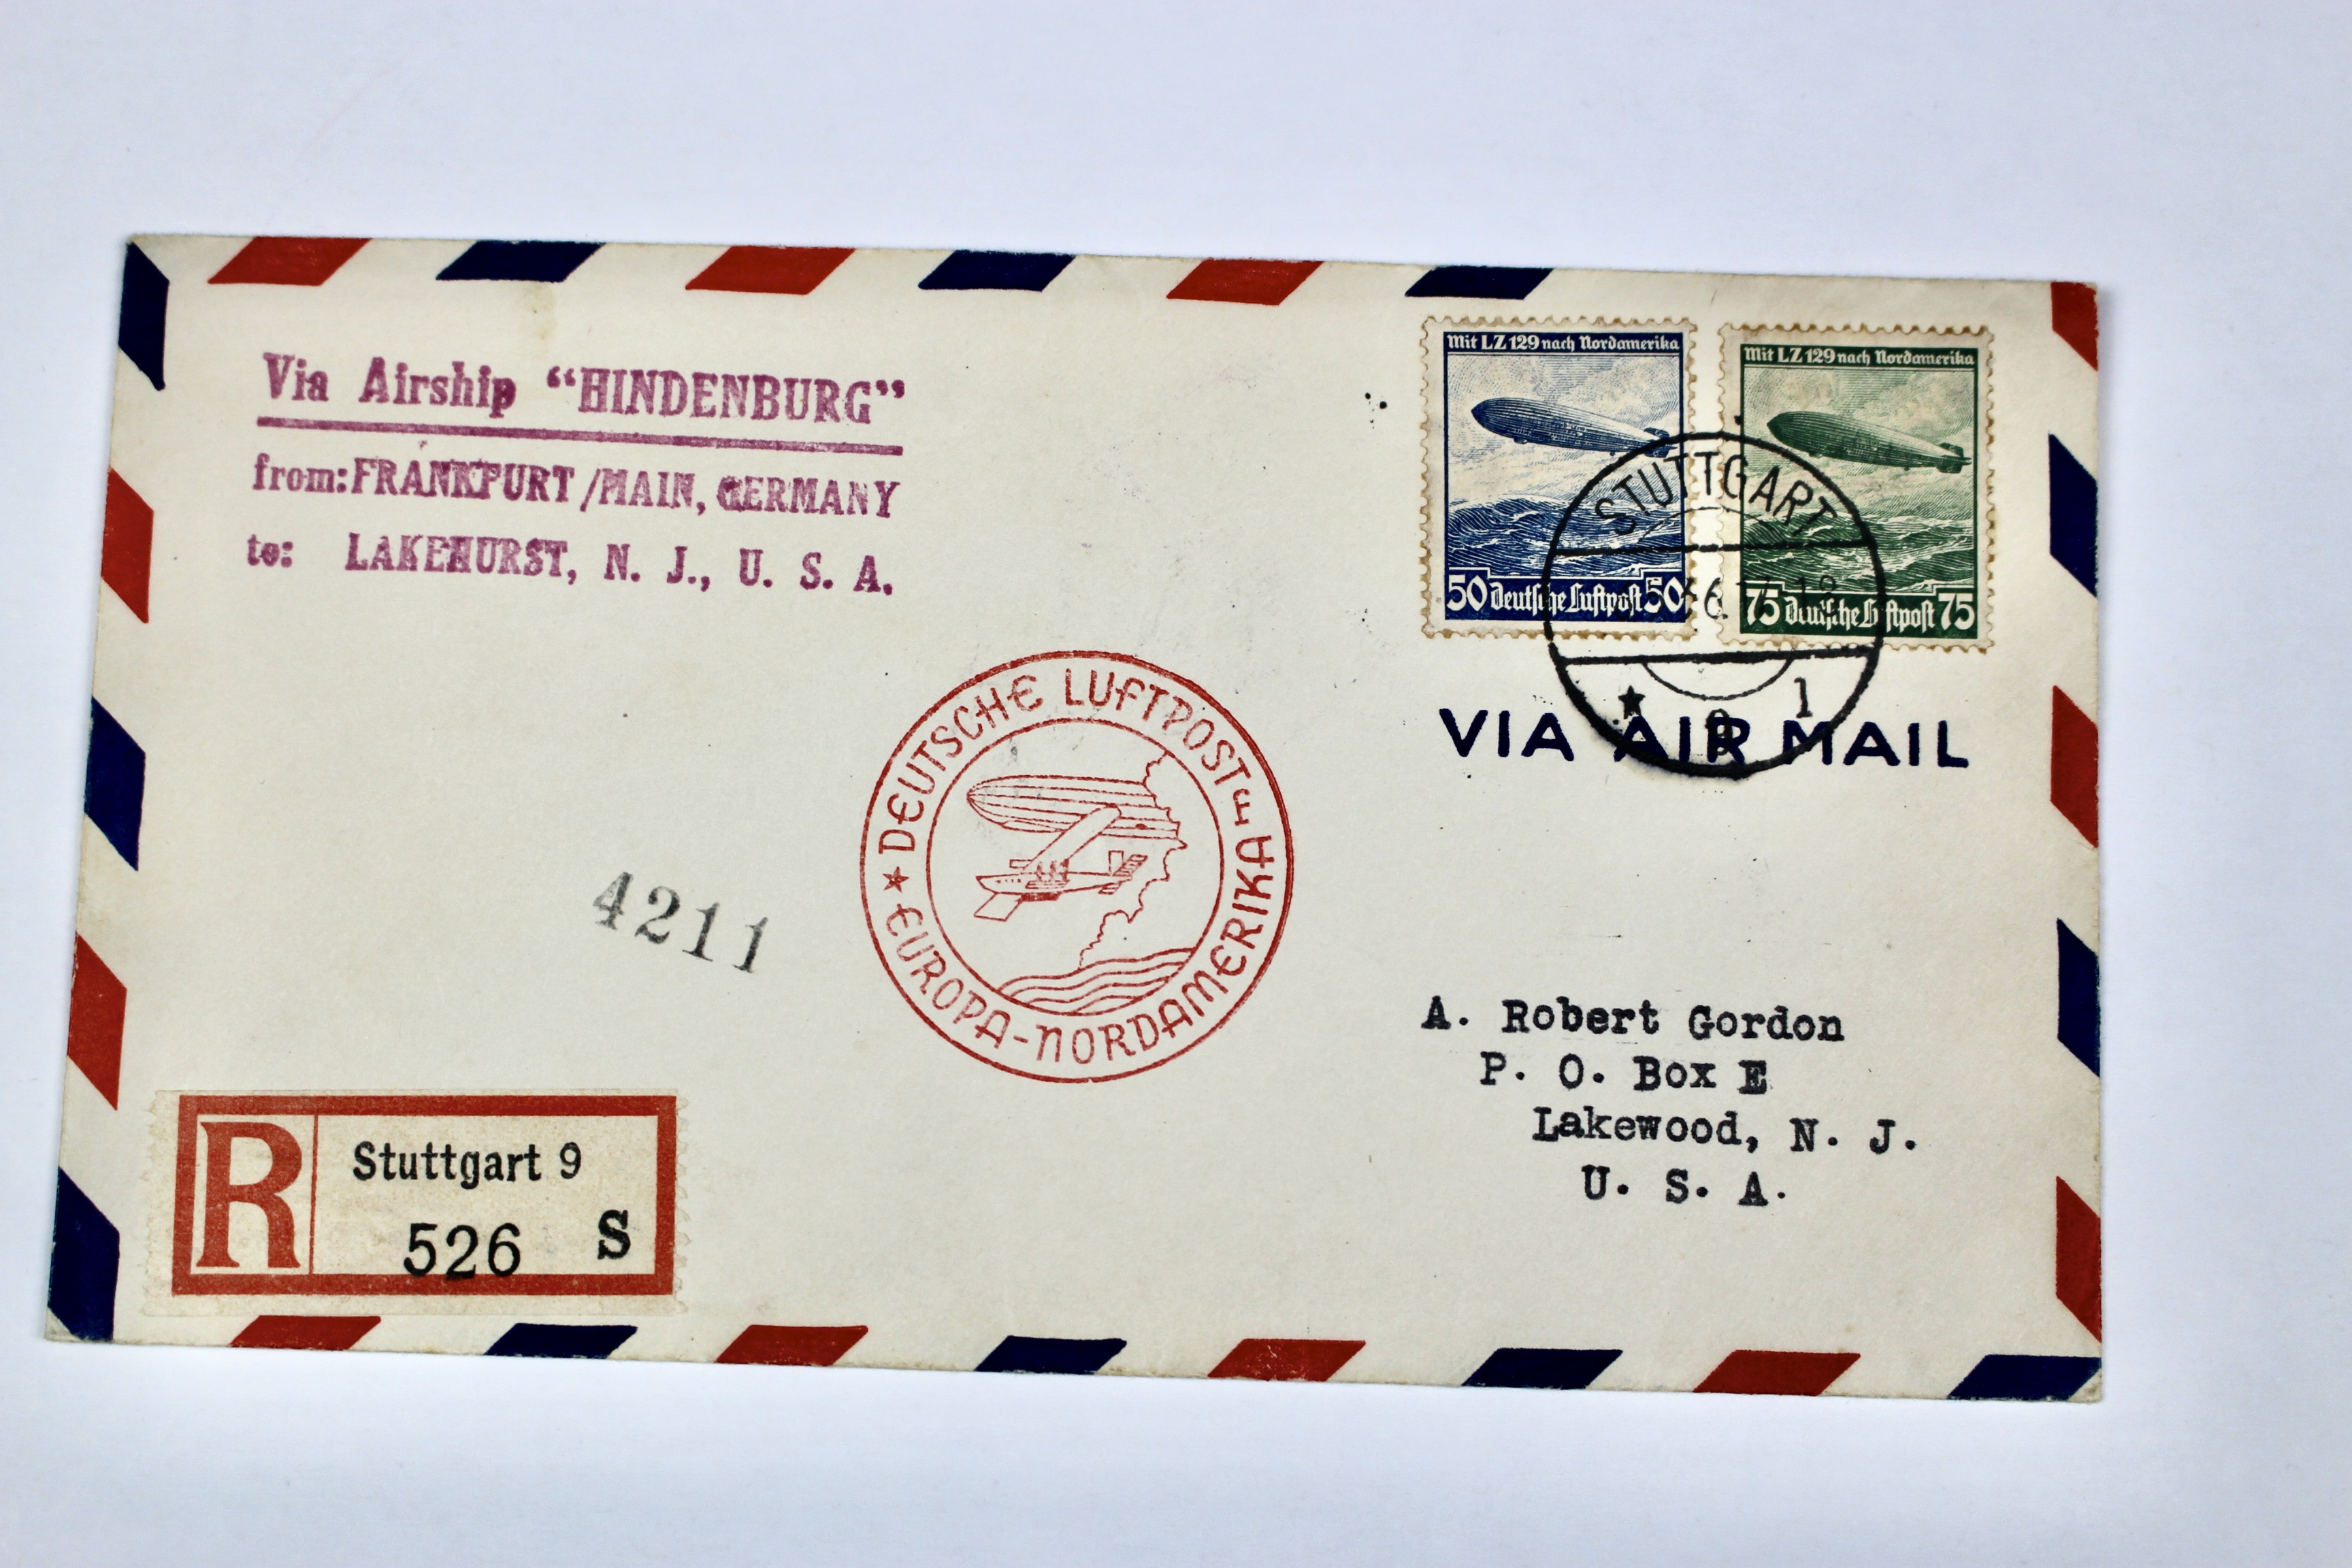 Via Airship “HINDENBURG”
from: FRANKFURT /MAIN, GERMANY
to: LAKEHURST, N. J., U. S. A.
Mit LZ 129 nach Nordamerika
50 Deutsche Luftpost 50
Mit LZ 129 nach Nordamerika
75 Deutsche Luftpost 75
STUTTGART
★ 9 1
VIA AIR MAIL
DEUTSCHE LUFTPOST
★ EUROPA-NORDAMERIKA F
4211
A. Robert Gordon
P. O. Box E
Lakewood, N. J.
U. S. A.
R
Stuttgart 9
526 S